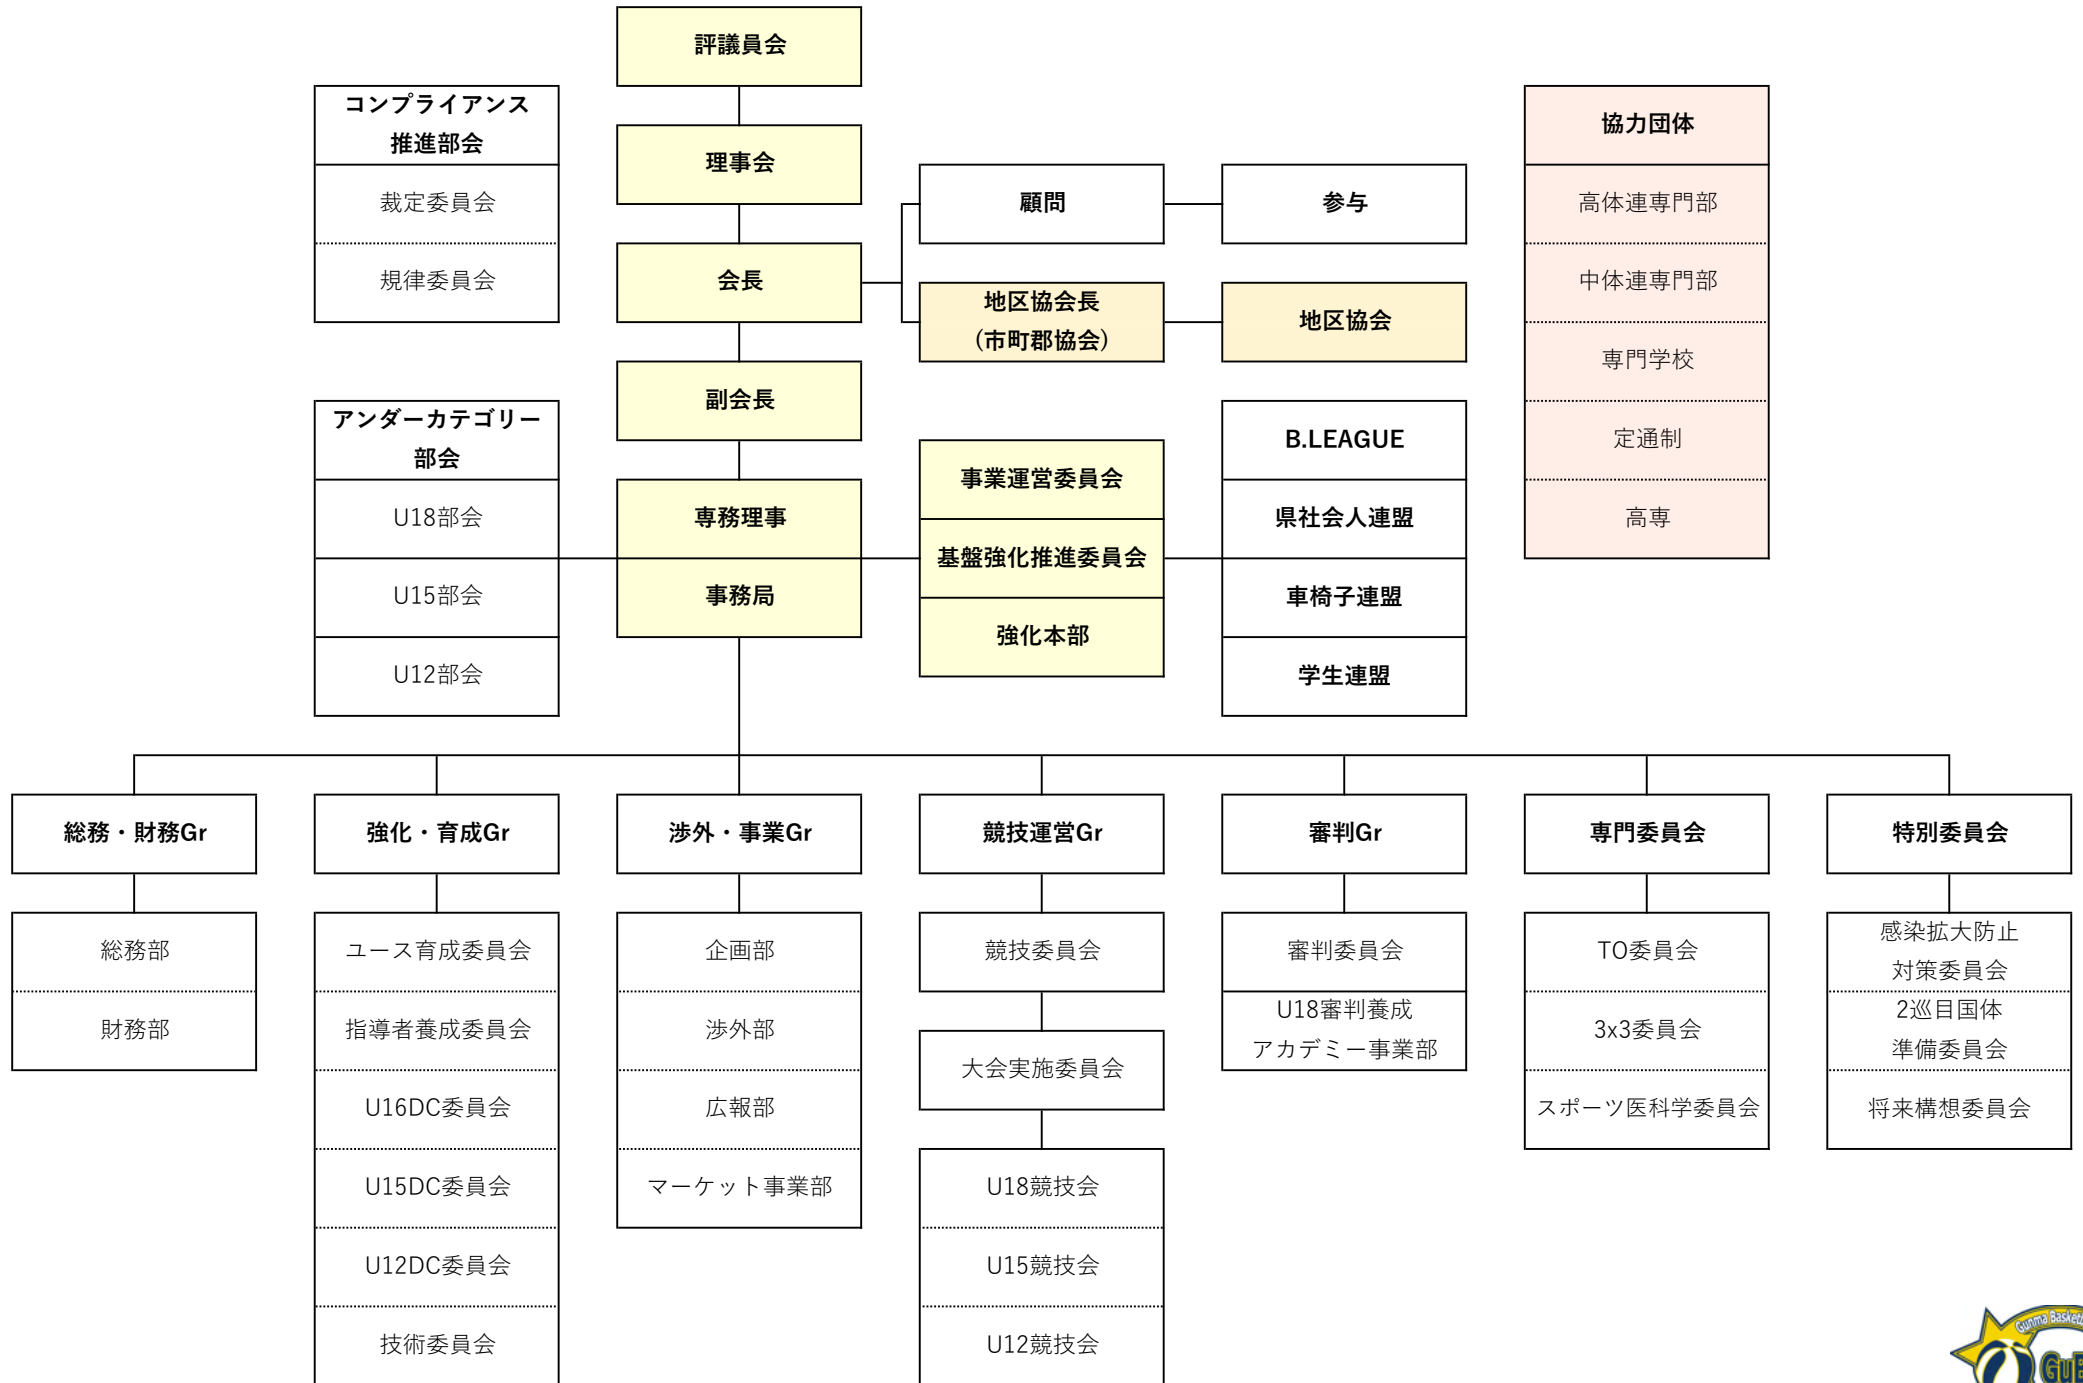 評議員会
コンプライアンス
推進部会
裁定委員会
規律委員会
理事会
会長
副会長
専務理事
事務局
顧問
参与
地区協会長
(市町郡協会)
地区協会
協力団体
高体連専門部
中体連専門部
専門学校
定通制
高専
アンダーカテゴリー
部会
U18部会
U15部会
U12部会
事業運営委員会
基盤強化推進委員会
強化本部
B.LEAGUE
県社会人連盟
車椅子連盟
学生連盟
総務・財務Gr
総務部
財務部
強化・育成Gr
ユース育成委員会
指導者養成委員会
U16DC委員会
U15DC委員会
U12DC委員会
技術委員会
渉外・事業Gr
企画部
渉外部
広報部
マーケット事業部
競技運営Gr
競技委員会
大会実施委員会
U18競技会
U15競技会
U12競技会
審判Gr
審判委員会
U18審判養成
アカデミー事業部
専門委員会
TO委員会
3x3委員会
スポーツ医科学委員会
特別委員会
感染拡大防止
対策委員会
2巡目国体
準備委員会
将来構想委員会
Gunma